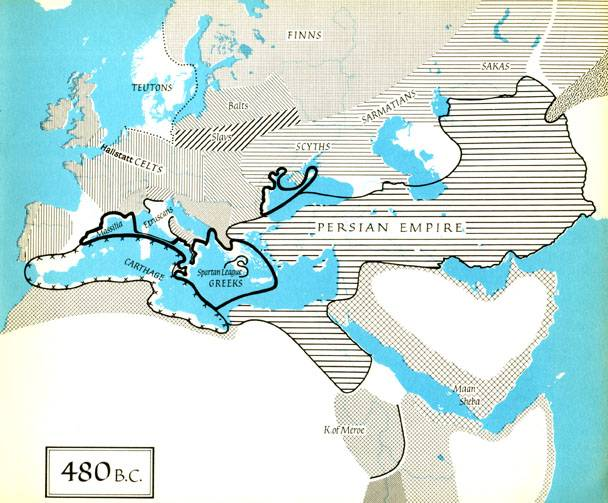 FINNS
SAKAS
TEUTONS
Balts
SARMATIANS
Slavs
SCYTHS
Hallstatt CELTS
Etruscans
Massilia
PERSIAN EMPIRE
CARTHAGE
Spartan League
GREEKS
Maan
Sheba
K.of Meroe
480 B.C.